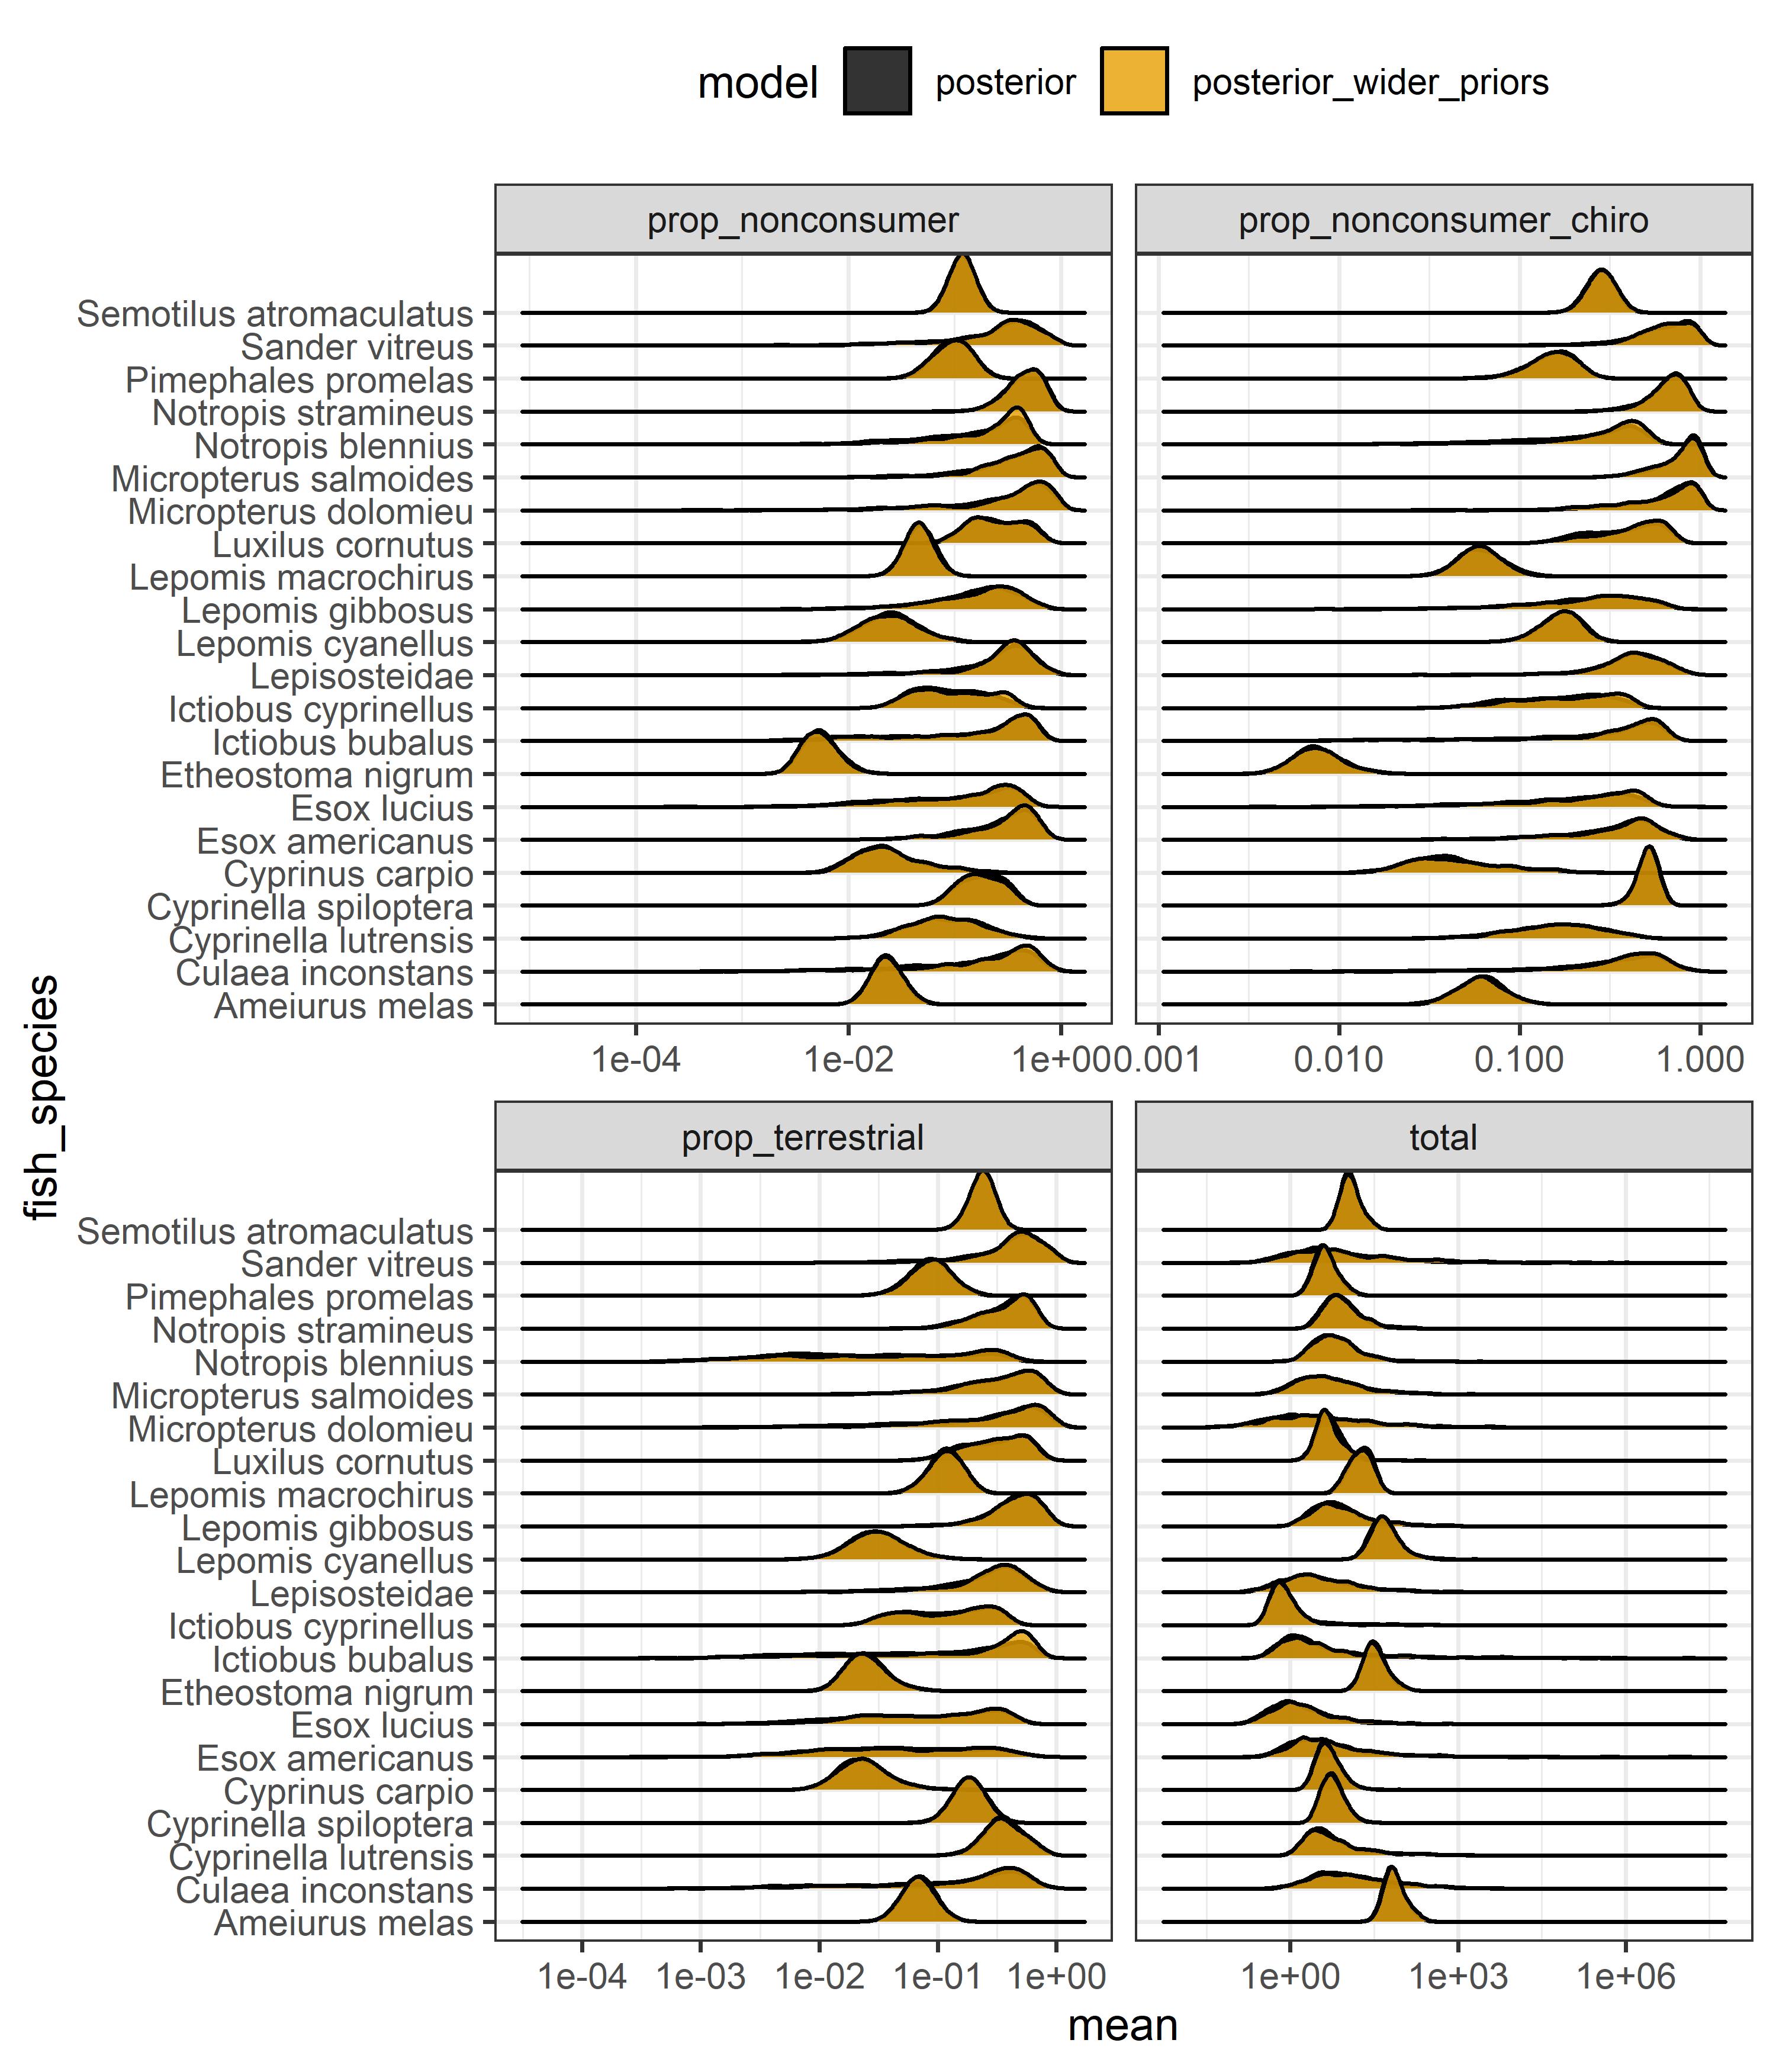 model posterior posterior_wider_priors
prop_nonconsumer prop_nonconsumer_chiro
Semotilus atromaculatus
Sander vitreus
Pimephales promelas
Notropis stramineus
Notropis blennius
Micropterus salmoides
Micropterus dolomieu
Luxilus cornutus
Lepomis macrochirus
Lepomis gibbosus
Lepomis cyanellus
Lepisosteidae
Ictiobus cyprinellus
Ictiobus bubalus
Etheostoma nigrum
Esox lucius
Esox americanus
Cyprinus carpio
Cyprinella spiloptera
Cyprinella lutrensis
Culaea inconstans
Ameiurus melas
1e-04 1e-02 1e+00 0.001 0.010 0.100 1.000
fish_species
prop_terrestrial total
Semotilus atromaculatus
Sander vitreus
Pimephales promelas
Notropis stramineus
Notropis blennius
Micropterus salmoides
Micropterus dolomieu
Luxilus cornutus
Lepomis macrochirus
Lepomis gibbosus
Lepomis cyanellus
Lepisosteidae
Ictiobus cyprinellus
Ictiobus bubalus
Etheostoma nigrum
Esox lucius
Esox americanus
Cyprinus carpio
Cyprinella spiloptera
Cyprinella lutrensis
Culaea inconstans
Ameiurus melas
1e-04 1e-03 1e-02 1e-01 1e+00 1e+00 1e+03 1e+06
mean